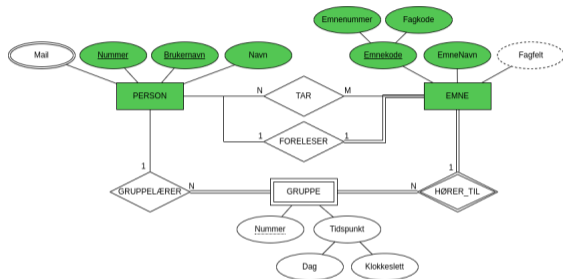 Emnenummer
Fagkode
Mail
Nummer
Brukernavn
Navn
Emnekode
EmneNavn
Fagfelt
PERSON
N
TAR
M
EMNE
1
FORELESER
1
1
1
GRUPPELÆRER
N
GRUPPE
N
HØRER_TIL
Nummer
Tidspunkt
Dag
Klokkeslett